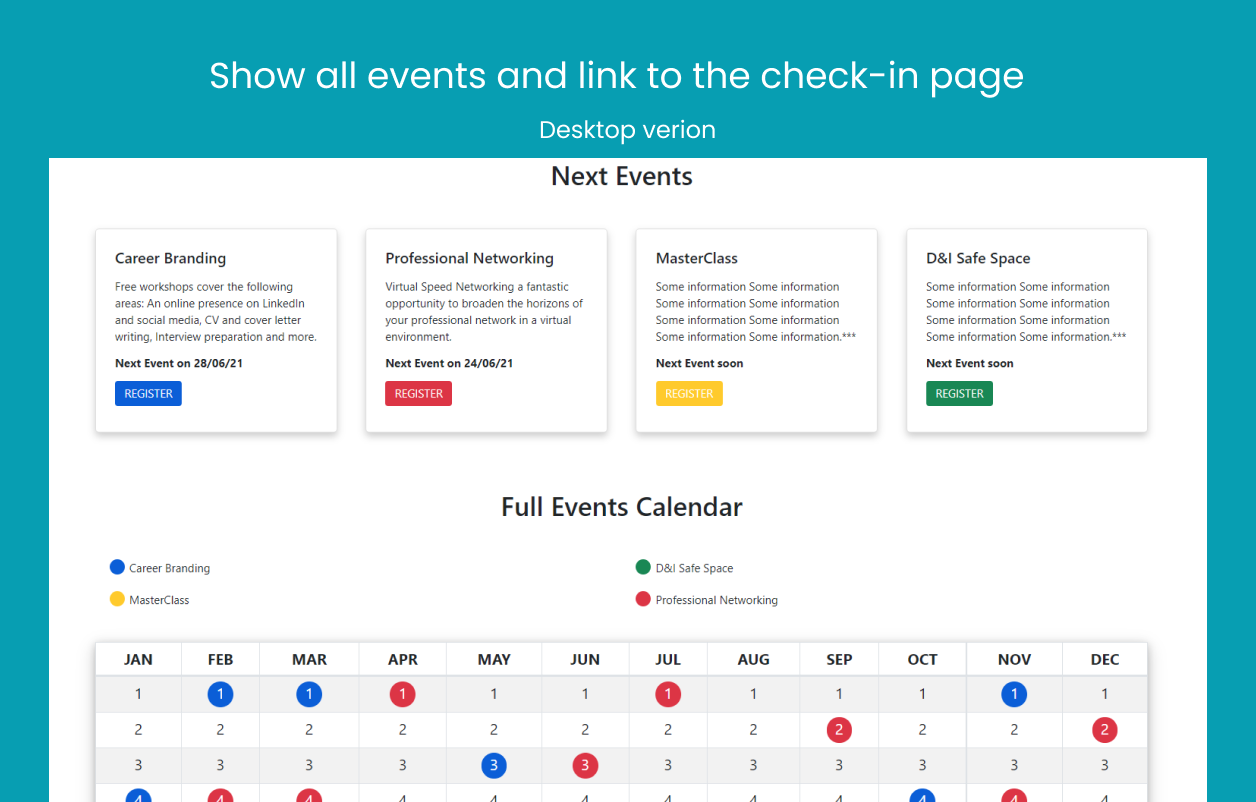 Show all events and link to the check-in page
Desktop verion
Next Events
Career Branding
Free workshops cover the following
areas: An online presence on LinkedIn
and social media, CV and cover letter
writing, Interview preparation and more.
Next Event on 28/06/21
REGISTER
Professional Networking
Virtual Speed Networking a fantastic
opportunity to broaden the horizons of
your professional network in a virtual
environment.
Next Event on 24/06/21
REGISTER
MasterClass
Some information Some information
Some information Some information
Some information Some information
Some information Some information.***
Next Event soon
REGISTER
D&I Safe Space
Some information Some information
Some information Some information
Some information Some information
Some information Some information.***
Next Event soon
REGISTER
Full Events Calendar
Career Branding
D&I Safe Space
MasterClass
Professional Networking
JAN FEB MAR APR MAY JUN JUL AUG SEP OCT NOV DEC
1 1 1 1 1 1 1 1 1 1 1 1
2 2 2 2 2 2 2 2 2 2 2 2
3 3 3 3 3 3 3 3 3 3 3 3
4 4 4 4 4 4 4 4 4 4 4 4